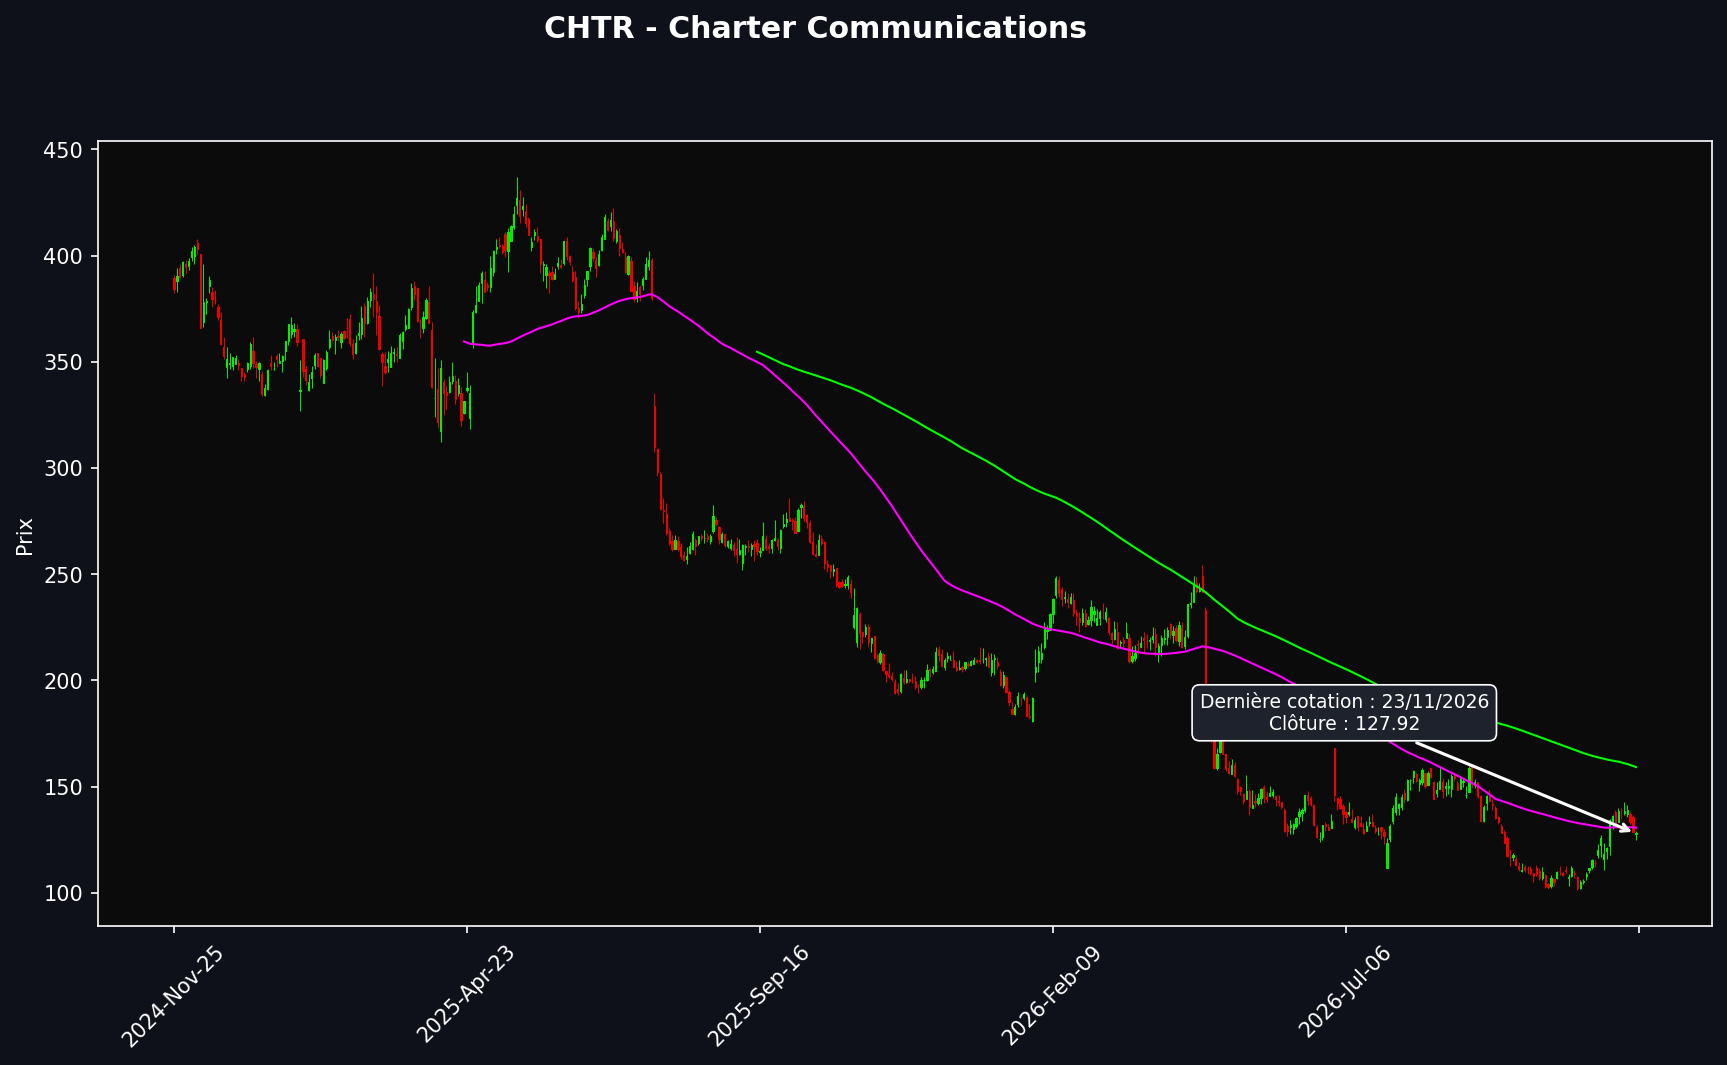 CHTR - Charter Communications
450
400
350
300
250
200
150
100
Prix
Dernière cotation : 23/11/2026
Clôture : 127.92
2024-Nov-25
2025-Apr-23
2025-Sep-16
2026-Feb-09
2026-Jul-06